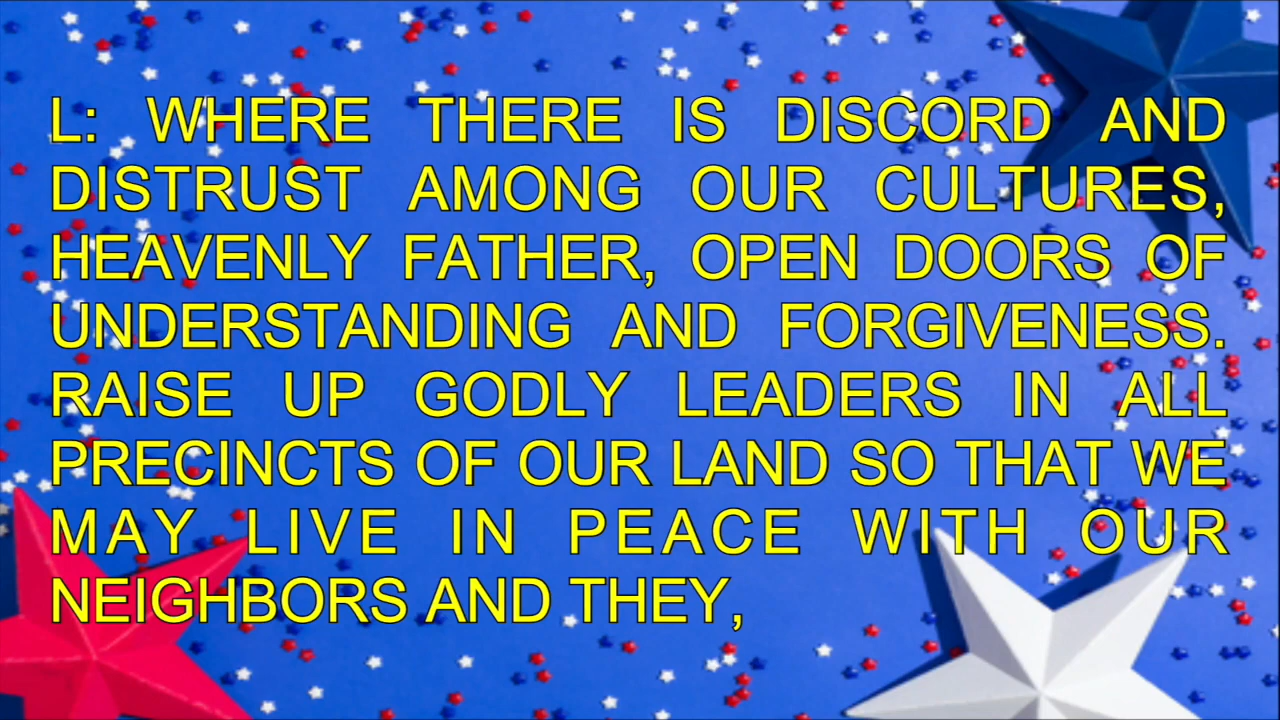 L: WHERE THERE IS DISCORD AND
DISTRUST AMONG OUR CULTURES,
HEAVENLY FATHER, OPEN DOORS OF
UNDERSTANDING AND FORGIVENESS.
RAISE UP GODLY LEADERS IN ALL
PRECINCTS OF OUR LAND SO THAT WE
MAY LIVE IN PEACE WITH OUR
NEIGHBORS AND THEY,